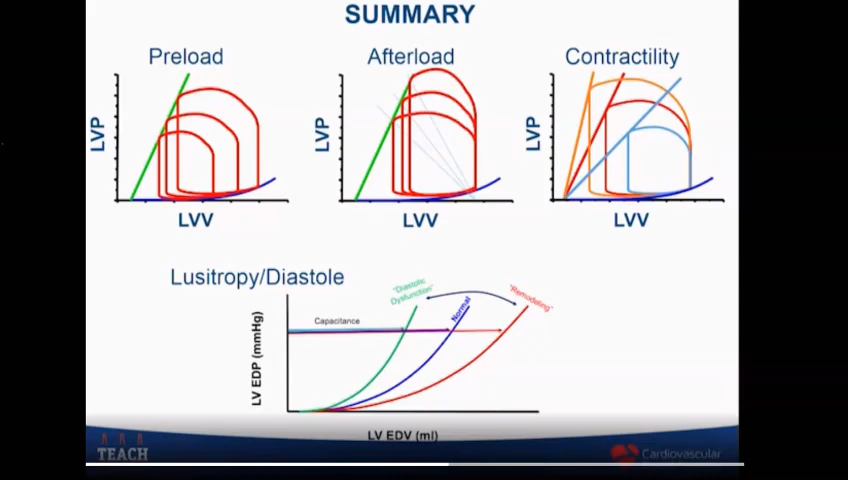 SUMMARY
Preload
Afterload
Contractility
LVP
LVV
LVP
LVV
LVP
LVV
Lusitropy/Diastole
"Diastolic
Dysfunction"
Normal
"Remodeling"
Capacitance
LV EDP (mmHg)
LV EDV (ml)
TEACH
Cardiovascular